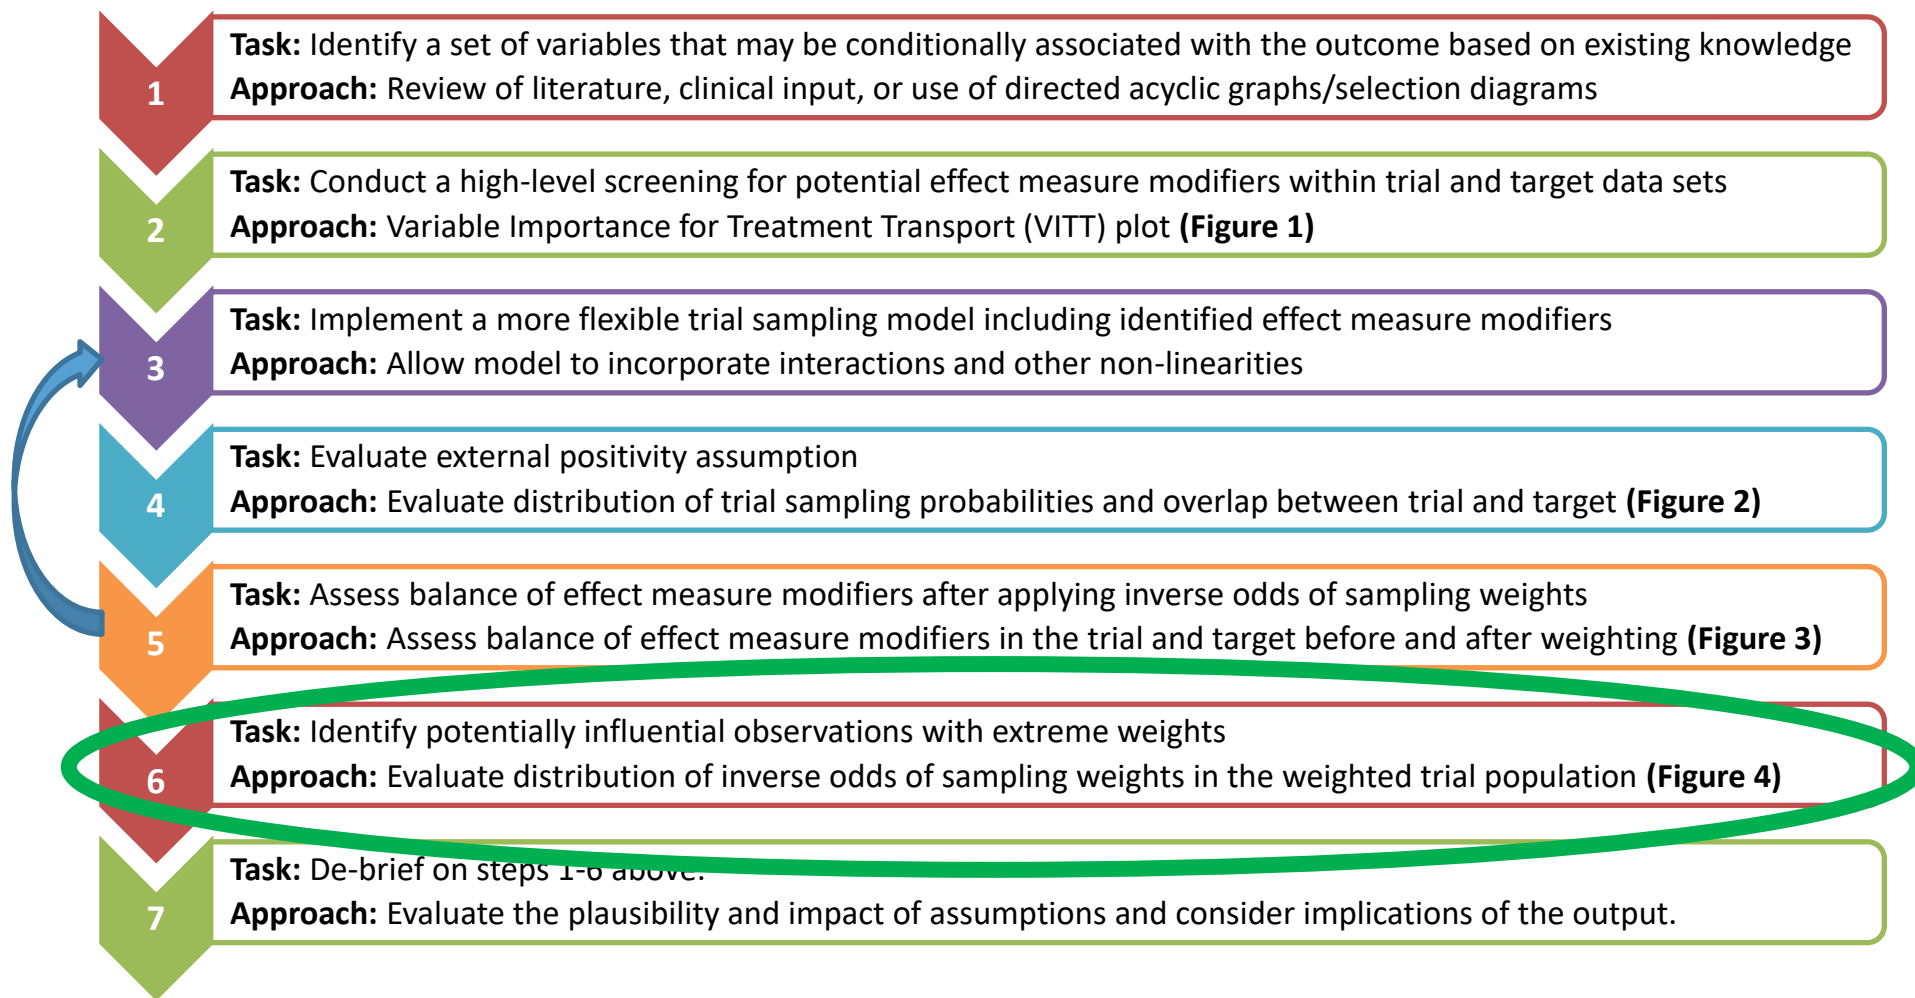 1
Task: Identify a set of variables that may be conditionally associated with the outcome based on existing knowledge
Approach: Review of literature, clinical input, or use of directed acyclic graphs/selection diagrams
2
Task: Conduct a high-level screening for potential effect measure modifiers within trial and target data sets
Approach: Variable Importance for Treatment Transport (VITT) plot (Figure 1)
3
Task: Implement a more flexible trial sampling model including identified effect measure modifiers
Approach: Allow model to incorporate interactions and other non-linearities
4
Task: Evaluate external positivity assumption
Approach: Evaluate distribution of trial sampling probabilities and overlap between trial and target (Figure 2)
5
Task: Assess balance of effect measure modifiers after applying inverse odds of sampling weights
Approach: Assess balance of effect measure modifiers in the trial and target before and after weighting (Figure 3)
6
Task: Identify potentially influential observations with extreme weights
Approach: Evaluate distribution of inverse odds of sampling weights in the weighted trial population (Figure 4)
7
Task: De-brief on steps 1-6 above.
Approach: Evaluate the plausibility and impact of assumptions and consider implications of the output.